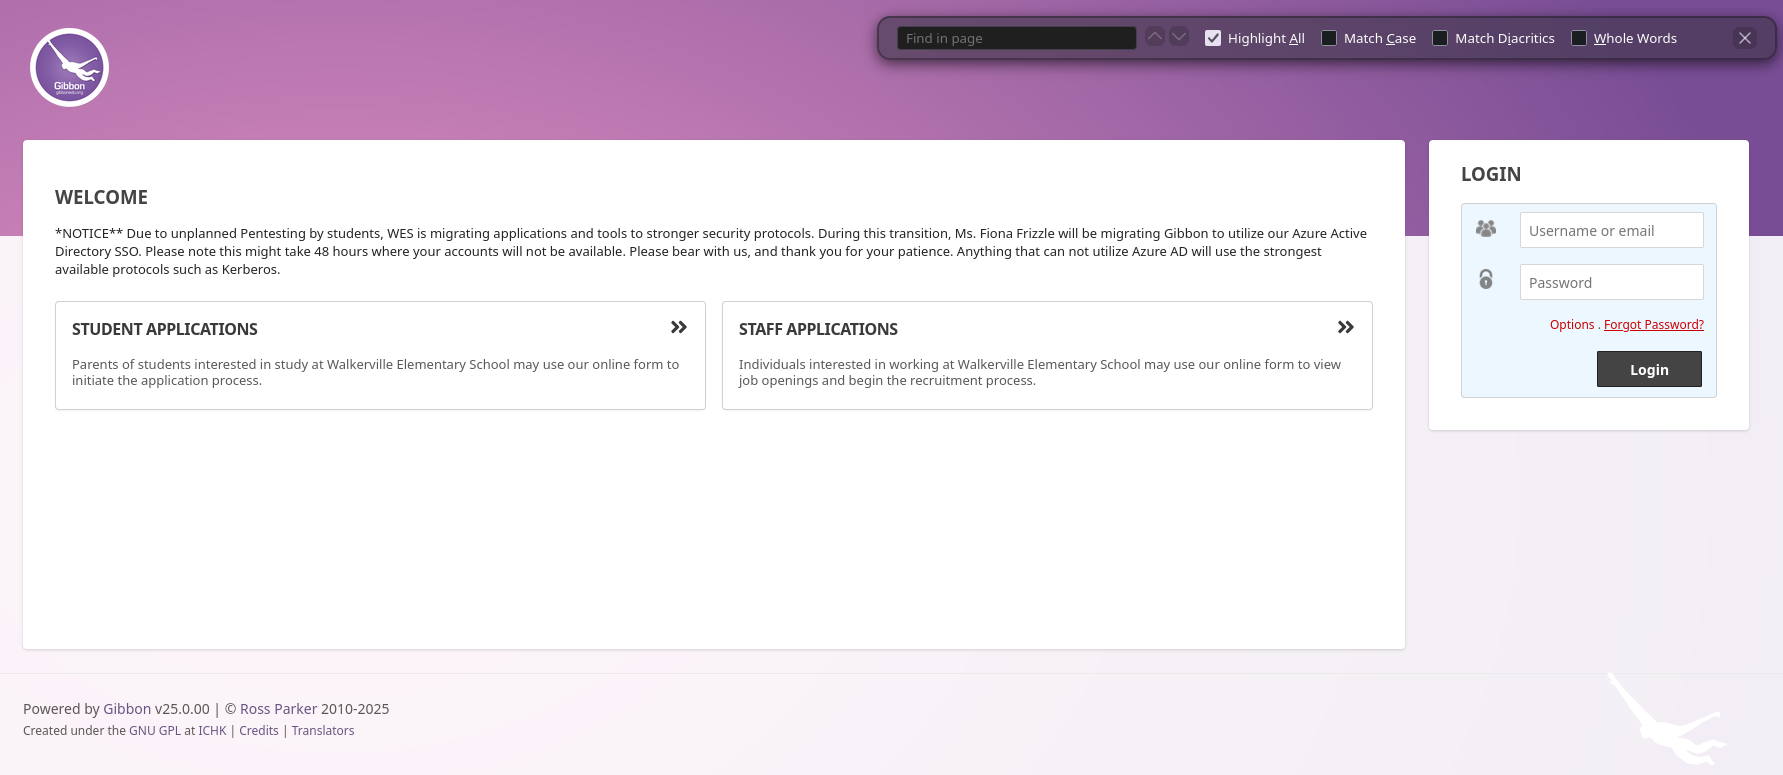 Gibbon
gibbonedu.org
Find in page
Highlight All
Match Case
Match Diacritics
Whole Words
WELCOME
*NOTICE** Due to unplanned Pentesting by students, WES is migrating applications and tools to stronger security protocols. During this transition, Ms. Fiona Frizzle will be migrating Gibbon to utilize our Azure Active
Directory SSO. Please note this might take 48 hours where your accounts will not be available. Please bear with us, and thank you for your patience. Anything that can not utilize Azure AD will use the strongest
available protocols such as Kerberos.
STUDENT APPLICATIONS
Parents of students interested in study at Walkerville Elementary School may use our online form to
initiate the application process.
STAFF APPLICATIONS
Individuals interested in working at Walkerville Elementary School may use our online form to view
job openings and begin the recruitment process.
LOGIN
Username or email
Password
Options . Forgot Password?
Login
Powered by Gibbon v25.0.00 | © Ross Parker 2010-2025
Created under the GNU GPL at ICHK | Credits | Translators